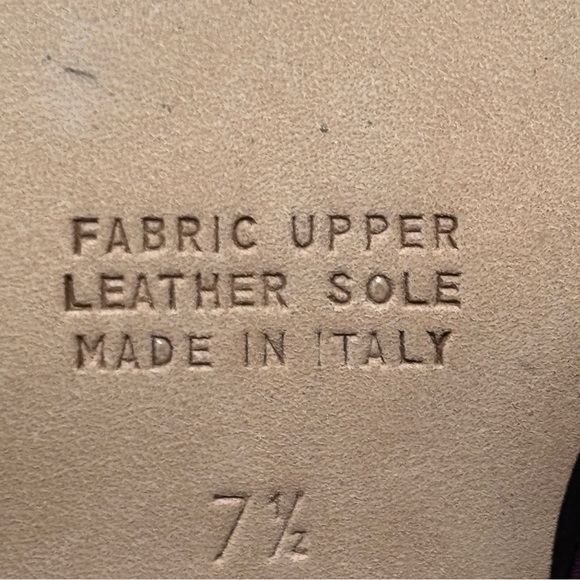 FABRIC UPPER
LEATHER SOLE
MADE IN ITALY
7½